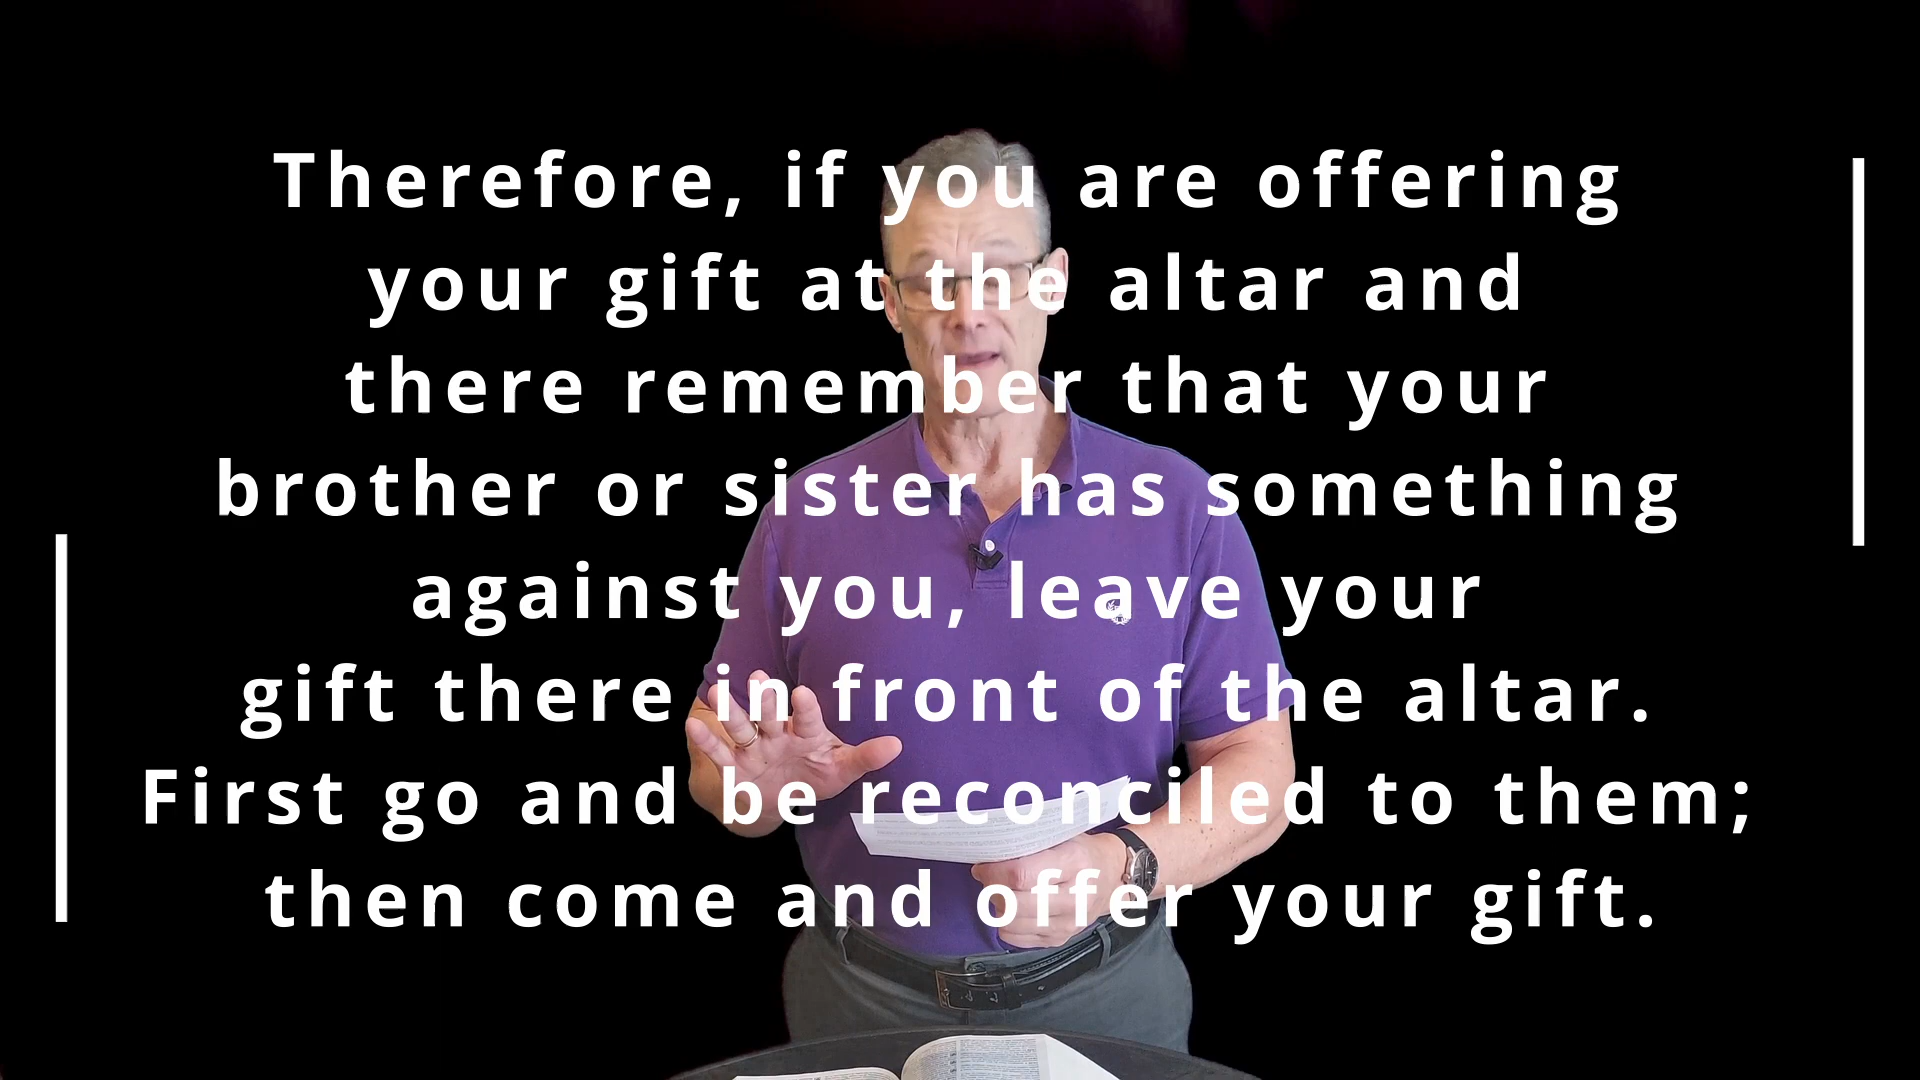 Therefore, if you are offering
your gift at the altar and
there remember that your
brother or sister has something
against you, leave your
gift there in front of the altar.
First go and be reconciled to them;
then come and offer your gift.